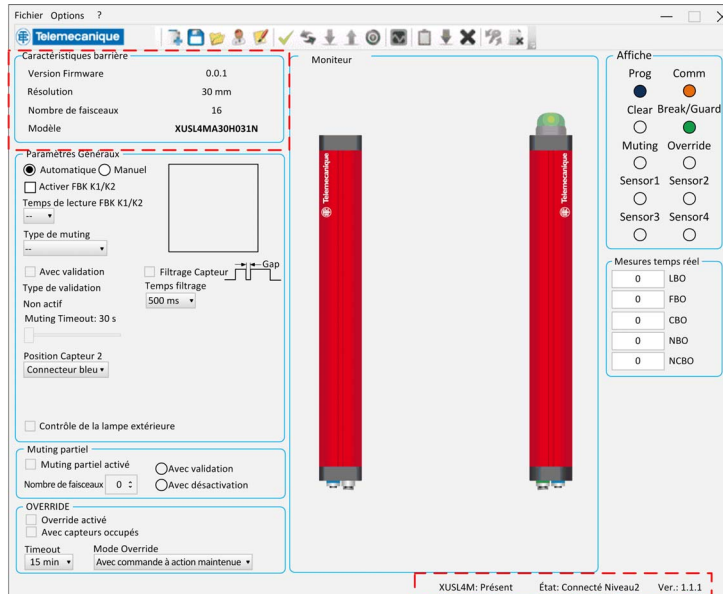 Fichier Options ?
Telemecanique
Caractéristiques barrière
Version Firmware 0.0.1
Résolution 30 mm
Nombre de faisceaux 16
Modèle XUSL4MA30H031N
Paramètres Généraux
Automatique Manuel
Activer FBK K1/K2
Temps de lecture FBK K1/K2
--
Type de muting
--
Avec validation
Filtrage Capteur
Gap
Type de validation
Temps filtrage
Non actif
500 ms
Muting Timeout: 30 s
Position Capteur 2
Connecteur bleu
Contrôle de la lampe extérieure
Muting partiel
Muting partiel activé
Avec validation
Nombre de faisceaux 0
Avec désactivation
OVERRIDE
Override activé
Avec capteurs occupés
Timeout Mode Override
15 min Avec commande à action maintenue
Moniteur
Telemecanique
Telemecanique
Affiche
Prog Comm
Clear Break/Guard
Muting Override
Sensor1 Sensor2
Sensor3 Sensor4
Mesures temps réel
0 LBO
0 FBO
0 CBO
0 NBO
0 NCBO
XUSL4M: Présent État: Connecté Niveau2 Ver.: 1.1.1